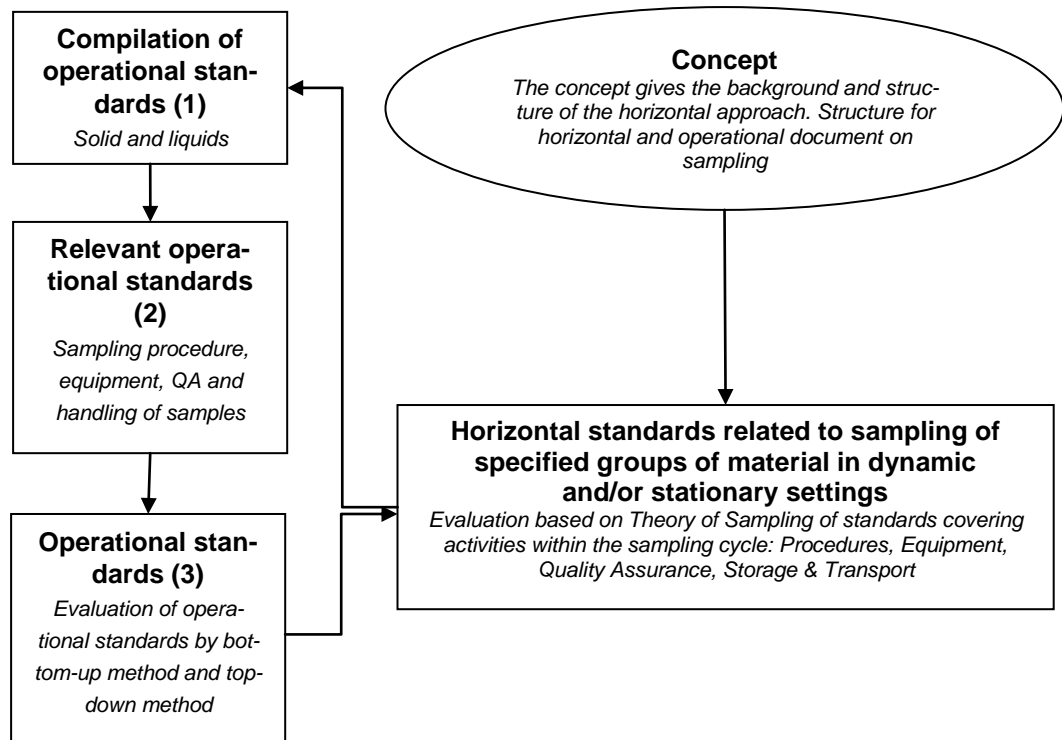 Compilation of
operational stan-
dards (1)
Solid and liquids
Relevant opera-
tional standards
(2)
Sampling procedure,
equipment, QA and
handling of samples
Operational stan-
dards (3)
Evaluation of opera-
tional standards by bot-
tom-up method and top-
down method
Concept
The concept gives the background and struc-
ture of the horizontal approach. Structure for
horizontal and operational document on
sampling
Horizontal standards related to sampling of
specified groups of material in dynamic
and/or stationary settings
Evaluation based on Theory of Sampling of standards covering
activities within the sampling cycle: Procedures, Equipment,
Quality Assurance, Storage & Transport